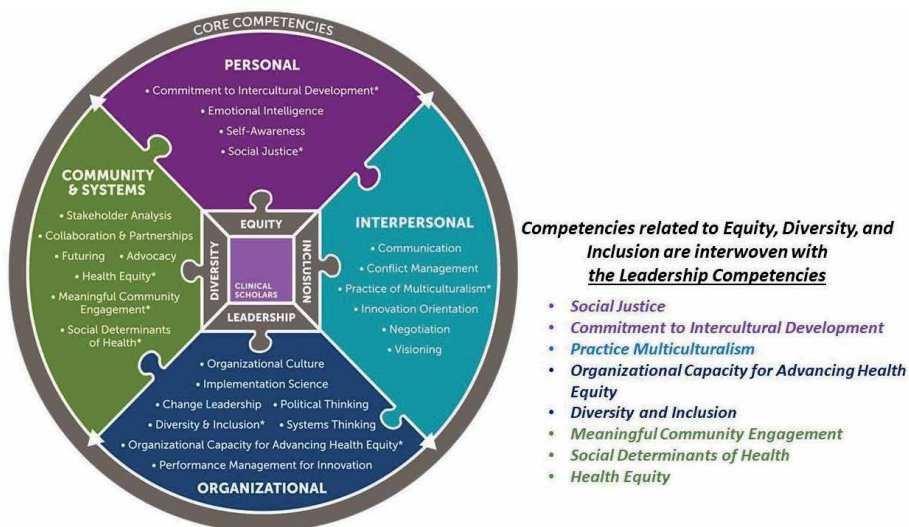 CORE COMPETENCIES
PERSONAL
• Commitment to Intercultural Development*
• Emotional Intelligence
• Self-Awareness
• Social Justice*
COMMUNITY
& SYSTEMS
• Stakeholder Analysis
• Collaboration & Partnerships
• Futuring • Advocacy
• Health Equity*
• Meaningful Community
Engagement*
• Social Determinants
of Health*
EQUITY
DIVERSITY
INCLUSION
CLINICAL
SCHOLARS
LEADERSHIP
INTERPERSONAL
• Communication
• Conflict Management
• Practice of Multiculturalism*
• Innovation Orientation
• Negotiation
• Visioning
• Organizational Culture
• Implementation Science
• Change Leadership • Political Thinking
• Diversity & Inclusion* • Systems Thinking
• Organizational Capacity for Advancing Health Equity*
• Performance Management for Innovation
ORGANIZATIONAL
Competencies related to Equity, Diversity, and
Inclusion are interwoven with
the Leadership Competencies
• Social Justice
• Commitment to Intercultural Development
• Practice Multiculturalism
• Organizational Capacity for Advancing Health
Equity
• Diversity and Inclusion
• Meaningful Community Engagement
• Social Determinants of Health
• Health Equity